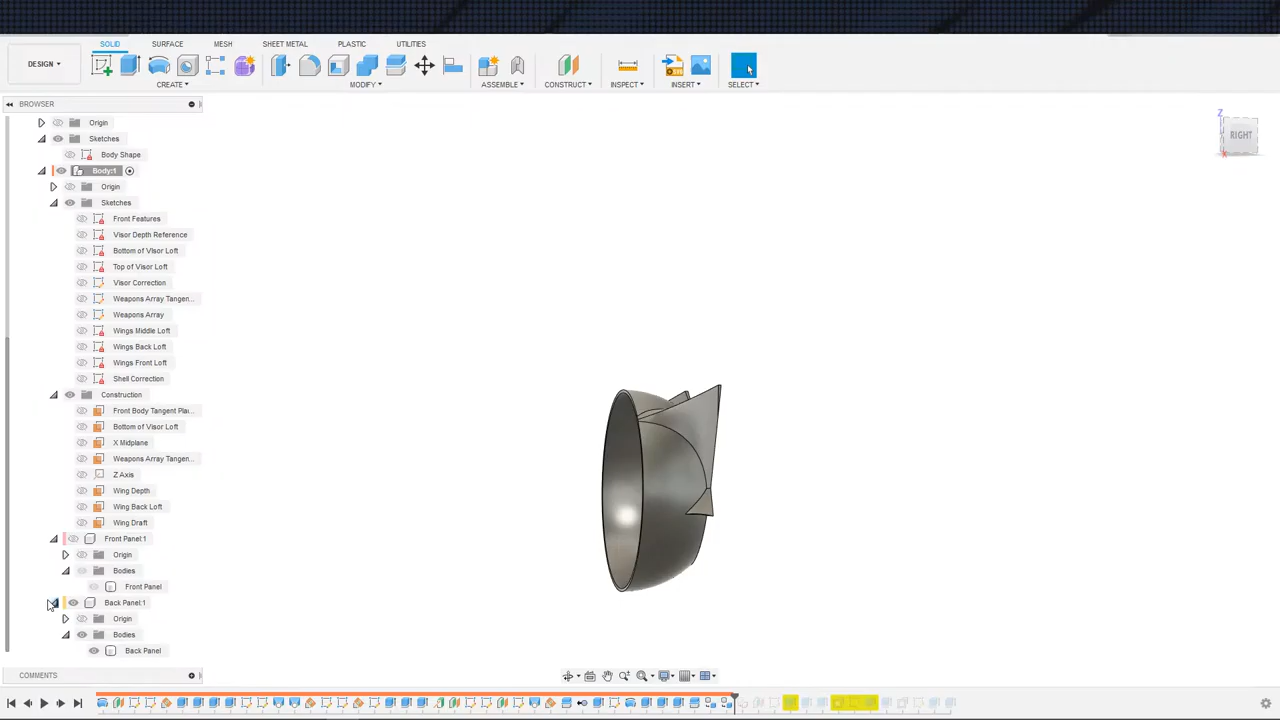 SOLID SURFACE MESH SHEET METAL PLASTIC UTILITIES
DESIGN
CREATE MODIFY ASSEMBLE CONSTRUCT INSPECT INSERT SELECT
BROWSER
Origin
Sketches
Body Shape
Body:1
Origin
Sketches
Front Features
Visor Depth Reference
Bottom of Visor Loft
Top of Visor Loft
Visor Correction
Weapons Array Tangen...
Weapons Array
Wings Middle Loft
Wings Back Loft
Wings Front Loft
Shell Correction
Construction
Front Body Tangent Pla...
Bottom of Visor Loft
X Midplane
Weapons Array Tangen...
Z Axis
Wing Depth
Wing Back Loft
Wing Draft
Front Panel:1
Origin
Bodies
Front Panel
Back Panel:1
Origin
Bodies
Back Panel
COMMENTS
Z
RIGHT
X